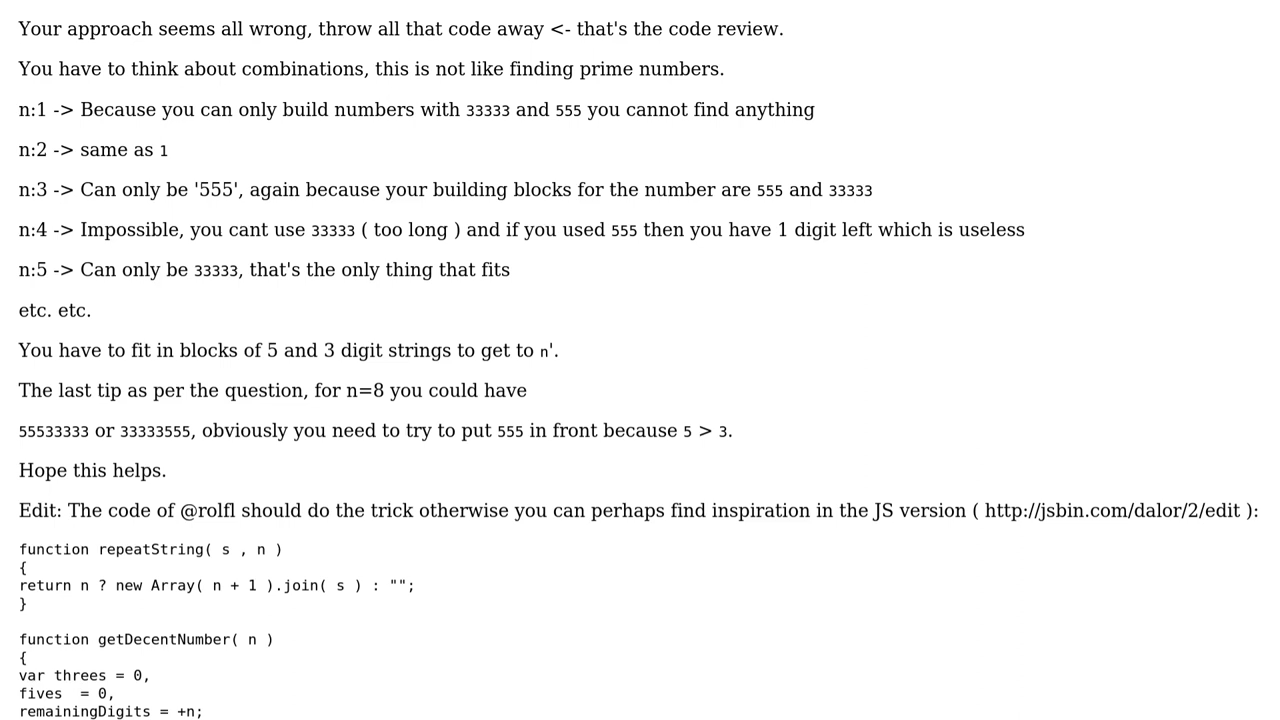 Your approach seems all wrong, throw all that code away <- that's the code review.
You have to think about combinations, this is not like finding prime numbers.
n:1 -> Because you can only build numbers with 33333 and 555 you cannot find anything
n:2 -> same as 1
n:3 -> Can only be '555', again because your building blocks for the number are 555 and 33333
n:4 -> Impossible, you cant use 33333 ( too long ) and if you used 555 then you have 1 digit left which is useless
n:5 -> Can only be 33333, that's the only thing that fits
etc. etc.
You have to fit in blocks of 5 and 3 digit strings to get to n'.
The last tip as per the question, for n=8 you could have
55533333 or 33333555, obviously you need to try to put 555 in front because 5 > 3.
Hope this helps.
Edit: The code of @rolfl should do the trick otherwise you can perhaps find inspiration in the JS version ( http://jsbin.com/dalor/2/edit ):
function repeatString( s , n )
{
return n ? new Array( n + 1 ).join( s ) : "";
}
function getDecentNumber( n )
{
var threes = 0,
fives  = 0,
remainingDigits = +n;